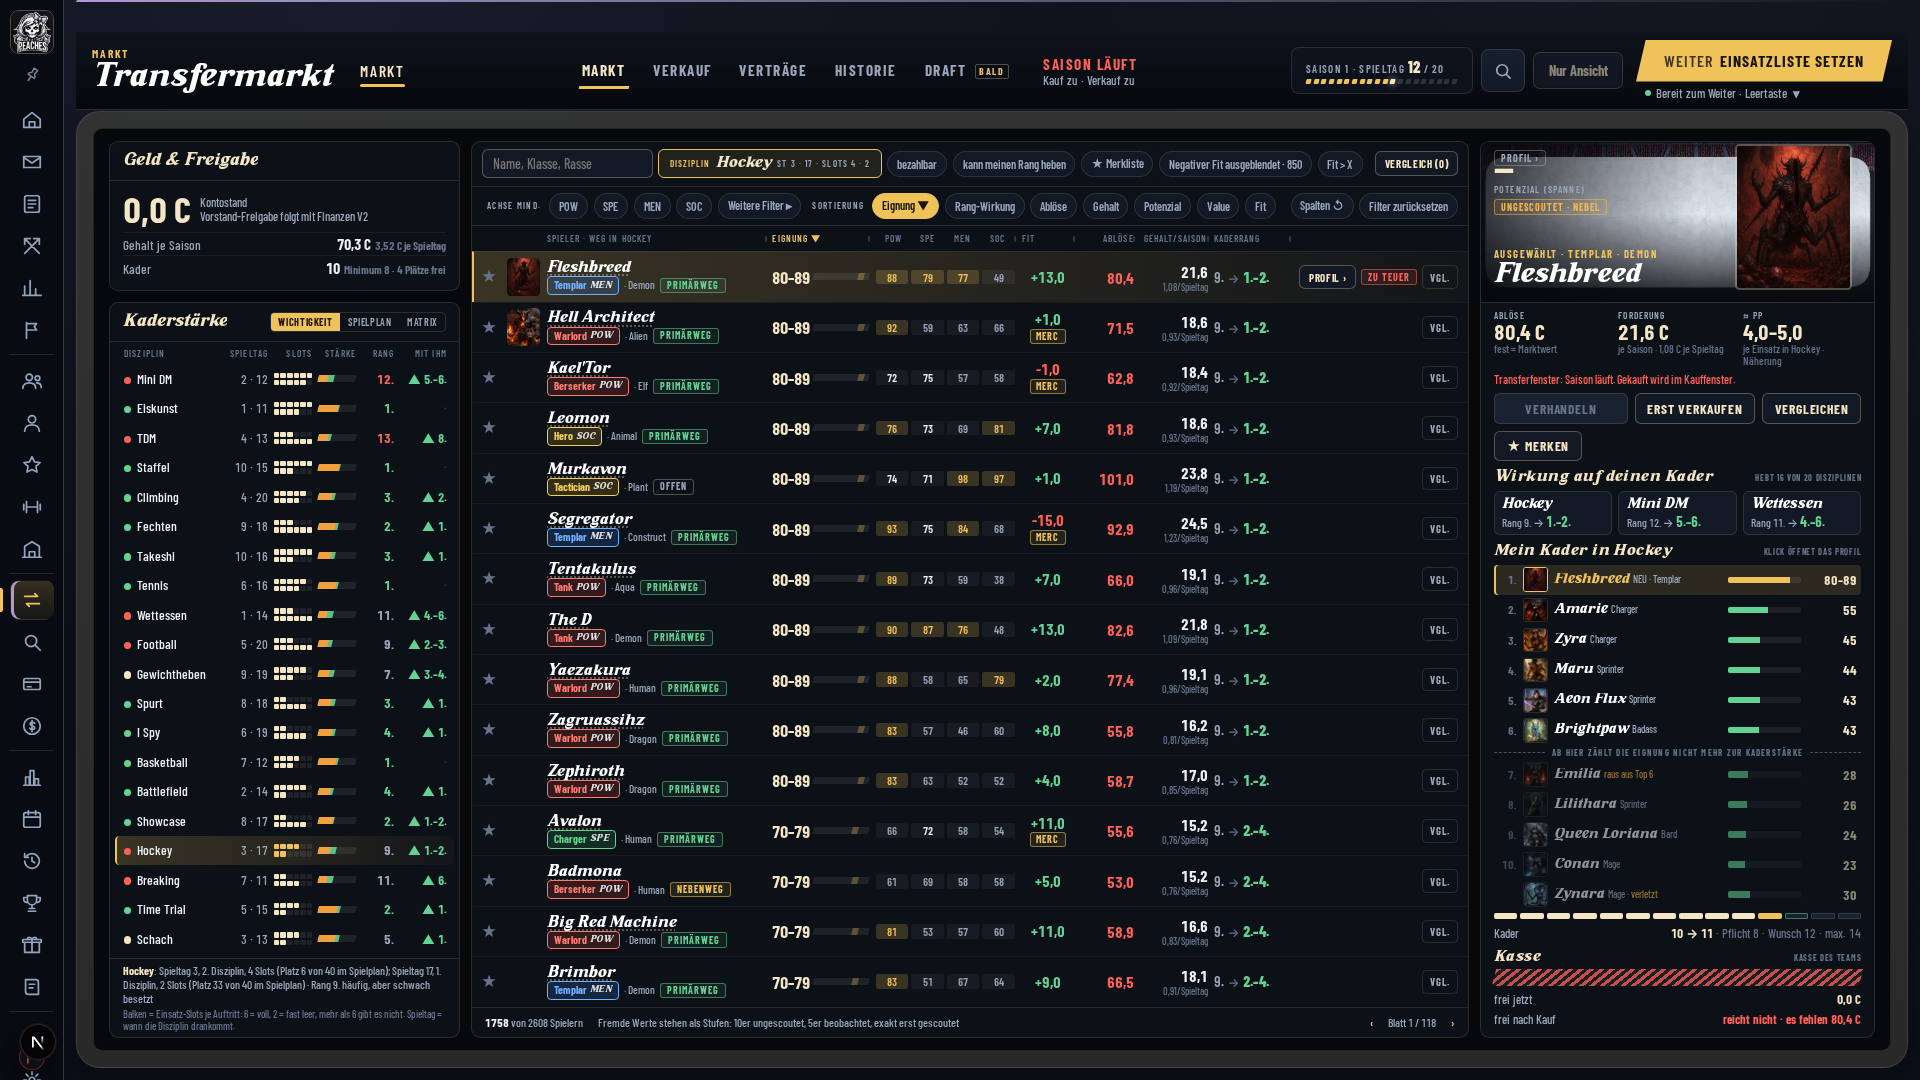 MARKT
Transfermarkt
MARKT
MARKT VERKAUF VERTRÄGE HISTORIE DRAFT BALD
SAISON LÄUFT
Kauf zu · Verkauf zu
SAISON 1 · SPIELTAG 12 / 20
Nur Ansicht
WEITER EINSATZLISTE SETZEN
Bereit zum Weiter · Leertaste ▼
Geld & Freigabe
0,0 C
Kontostand
Vorstand-Freigabe folgt mit Finanzen V2
Gehalt je Saison 70,3 C 3,52 C je Spieltag
Kader 10 Minimum 8 · 4 Plätze frei
Kaderstärke
WICHTIGKEIT SPIELPLAN MATRIX
DISZIPLIN SPIELTAG SLOTS STÄRKE RANG MIT IHM
Mini DM 2 · 12 12. ▲ 5.-6.
Eiskunst 1 · 11 1. ·
TDM 4 · 13 13. ▲ 8.
Staffel 10 · 15 1. ·
Climbing 4 · 20 3. ▲ 2.
Fechten 9 · 18 2. ▲ 1.
Takeshi 10 · 16 3. ▲ 1.
Tennis 6 · 16 1. ·
Wettessen 1 · 14 11. ▲ 4.-6.
Football 5 · 20 9. ▲ 2.-3.
Gewichtheben 9 · 19 7. ▲ 3.-4.
Spurt 8 · 18 3. ▲ 1.
I Spy 6 · 19 4. ▲ 1.
Basketball 7 · 12 1. ·
Battlefield 2 · 14 4. ▲ 1.
Showcase 8 · 17 2. ▲ 1.-2.
Hockey 3 · 17 9. ▲ 1.-2.
Breaking 7 · 11 11. ▲ 6.
Time Trial 5 · 15 2. ▲ 1.
Schach 3 · 13 5. ▲ 1.
Hockey: Spieltag 3, 2. Disziplin, 4 Slots (Platz 6 von 40 im Spielplan); Spieltag 17, 1.
Disziplin, 2 Slots (Platz 33 von 40 im Spielplan) · Rang 9. häufig, aber schwach
besetzt
Balken = Einsatz-Slots je Auftritt: 6 = voll, 2 = fast leer, mehr als 6 gibt es nicht. Spieltag =
wann die Disziplin drankommt.
Name, Klasse, Rasse
DISZIPLIN Hockey ST 3 · 17 · SLOTS 4 · 2
bezahlbar
kann meinen Rang heben
★ Merkliste
Negativer Fit ausgeblendet · 850
Fit > X
VERGLEICH (0)
ACHSE MIND. POW SPE MEN SOC Weitere Filter ▸
SORTIERUNG Eignung ▼ Rang-Wirkung Ablöse Gehalt Potenzial Value Fit
Spalten
Filter zurücksetzen
SPIELER · WEG IN HOCKEY EIGNUNG ▼ POW SPE MEN SOC FIT ABLÖSE GEHALT/SAISON KADERRANG
Fleshbreed 80-89 88 79 77 49 +13,0 80,4 21,6 9. → 1.-2. PROFIL › ZU TEUER VGL.
Templar MEN · Demon PRIMÄRWEG 1,08/Spieltag
Hell Architect 80-89 92 59 63 66 +1,0 71,5 18,6 9. → 1.-2. VGL.
Warlord POW · Alien PRIMÄRWEG MERC 0,93/Spieltag
Kael'Tor 80-89 72 75 57 58 -1,0 62,8 18,4 9. → 1.-2. VGL.
Berserker POW · Elf PRIMÄRWEG MERC 0,92/Spieltag
Leomon 80-89 76 73 69 81 +7,0 81,8 18,6 9. → 1.-2. VGL.
Hero SOC · Animal PRIMÄRWEG 0,93/Spieltag
Murkavon 80-89 74 71 98 97 +1,0 101,0 23,8 9. → 1.-2. VGL.
Tactician SOC · Plant OFFEN 1,19/Spieltag
Segregator 80-89 93 75 84 68 -15,0 92,9 24,5 9. → 1.-2. VGL.
Templar MEN · Construct PRIMÄRWEG MERC 1,23/Spieltag
Tentakulus 80-89 89 73 59 38 +7,0 66,0 19,1 9. → 1.-2. VGL.
Tank POW · Aqua PRIMÄRWEG 0,96/Spieltag
The D 80-89 90 87 76 48 +13,0 82,6 21,8 9. → 1.-2. VGL.
Tank POW · Demon PRIMÄRWEG 1,09/Spieltag
Yaezakura 80-89 88 58 65 79 +2,0 77,4 19,1 9. → 1.-2. VGL.
Warlord POW · Human PRIMÄRWEG 0,96/Spieltag
Zagruassihz 80-89 83 57 46 60 +8,0 55,8 16,2 9. → 1.-2. VGL.
Warlord POW · Dragon PRIMÄRWEG 0,81/Spieltag
Zephiroth 80-89 83 63 52 52 +4,0 58,7 17,0 9. → 1.-2. VGL.
Warlord POW · Dragon PRIMÄRWEG 0,85/Spieltag
Avalon 70-79 66 72 58 54 +11,0 55,6 15,2 9. → 2.-4. VGL.
Charger SPE · Human PRIMÄRWEG MERC 0,76/Spieltag
Badmona 70-79 61 69 58 58 +5,0 53,0 15,2 9. → 2.-4. VGL.
Berserker POW · Human NEBENWEG 0,76/Spieltag
Big Red Machine 70-79 81 53 57 60 +11,0 58,9 16,6 9. → 2.-4. VGL.
Warlord POW · Demon PRIMÄRWEG 0,83/Spieltag
Brimbor 70-79 83 51 67 64 +9,0 66,5 18,1 9. → 2.-4. VGL.
Templar MEN · Demon PRIMÄRWEG 0,91/Spieltag
1758 von 2608 Spielern Fremde Werte stehen als Stufen: 10er ungescoutet, 5er beobachtet, exakt erst gescoutet
‹ Blatt 1 / 118 ›
PROFIL ›
POTENZIAL (SPANNE)
UNGESCOUTET · NEBEL
AUSGEWÄHLT · TEMPLAR · DEMON
Fleshbreed
ABLÖSE FORDERUNG ≈ PP
80,4 C 21,6 C 4,0-5,0
fest = Marktwert je Saison · 1,08 C je Spieltag je Einsatz in Hockey ·
Näherung
Transferfenster: Saison läuft. Gekauft wird im Kauffenster.
VERHANDELN ERST VERKAUFEN VERGLEICHEN
★ MERKEN
Wirkung auf deinen Kader HEBT 16 VON 20 DISZIPLINEN
Hockey Mini DM Wettessen
Rang 9. → 1.-2. Rang 12. → 5.-6. Rang 11. → 4.-6.
Mein Kader in Hockey KLICK ÖFFNET DAS PROFIL
1. Fleshbreed NEU · Templar 80-89
2. Amarie Charger 55
3. Zyra Charger 45
4. Maru Sprinter 44
5. Aeon Flux Sprinter 43
6. Brightpaw Badass 43
AB HIER ZÄHLT DIE EIGNUNG NICHT MEHR ZUR KADERSTÄRKE
7. Emilia raus aus Top 6 28
8. Lilithara Sprinter 26
9. Queen Loriana Bard 24
10. Conan Mage 23
Zynara Mage · verletzt 30
Kader 10 → 11 · Pflicht 8 · Wunsch 12 · max. 14
Kasse KASSE DES TEAMS
frei jetzt 0,0 C
frei nach Kauf reicht nicht · es fehlen 80,4 C